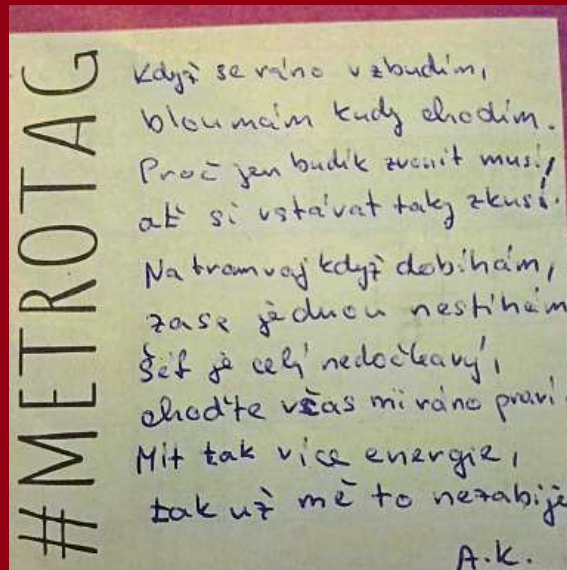 #METROTAG
Když se ráno vzbudím,
bloumám kudy chodím.
Proč jen budík zvonit musí,
ať si vstávat taky zkusí.
Na tramvaj když dobíhám,
zase jednou nestíhám
Šéf je celý nedočkavý,
choďte včas mi ráno praví.
Mít tak více energie,
tak už mě to nezabije
A.K.